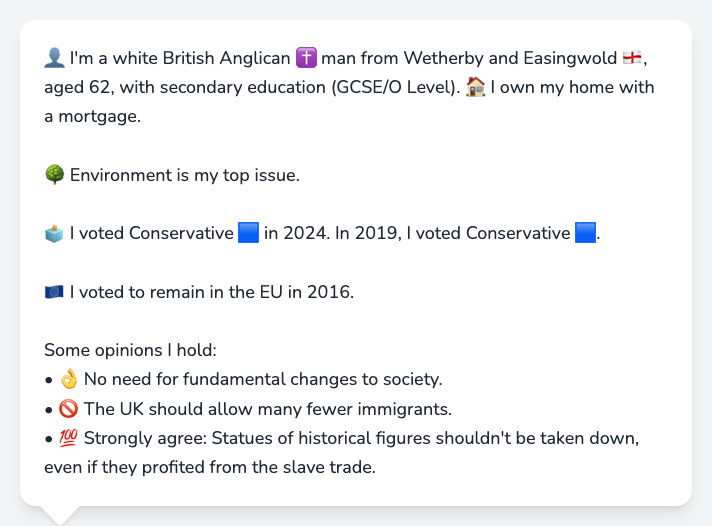 👤 I'm a white British Anglican ✝️ man from Wetherby and Easingwold 🏴󠁧󠁢󠁥󠁮󠁧󠁿,
aged 62, with secondary education (GCSE/O Level). 🏠 I own my home with
a mortgage.
🌳 Environment is my top issue.
🗳️ I voted Conservative 🟦 in 2024. In 2019, I voted Conservative 🟦.
🇪🇺 I voted to remain in the EU in 2016.
Some opinions I hold:
• 👌 No need for fundamental changes to society.
• 🚫 The UK should allow many fewer immigrants.
• 💯 Strongly agree: Statues of historical figures shouldn't be taken down,
even if they profited from the slave trade.